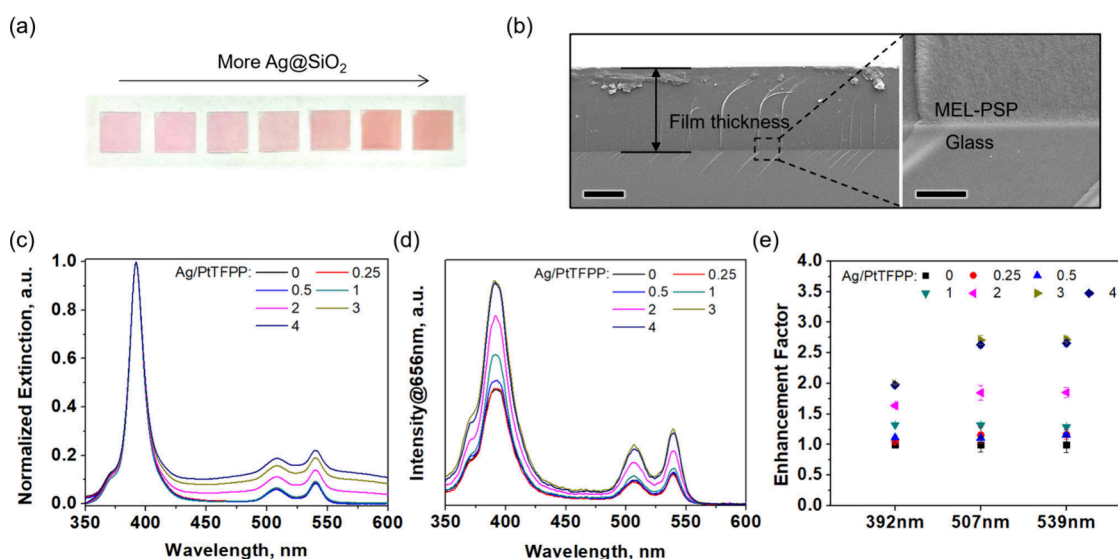 (a)
More Ag@SiO₂
(b)
Film thickness
MEL-PSP
Glass
(c)
Normalized Extinction, a.u.
1.0
0.8
0.6
0.4
0.2
0.0
Ag/PtTFPP:
0
0.25
0.5
1
2
3
4
350 400 450 500 550 600
Wavelength, nm
(d)
Intensity@656nm, a.u.
Ag/PtTFPP:
0
0.25
0.5
1
2
3
4
350 400 450 500 550 600
Wavelength, nm
(e)
Enhancement Factor
4.0
3.5
3.0
2.5
2.0
1.5
1.0
0.5
0.0
Ag/PtTFPP: 0 0.25 0.5
1 2 3 4
392nm 507nm 539nm